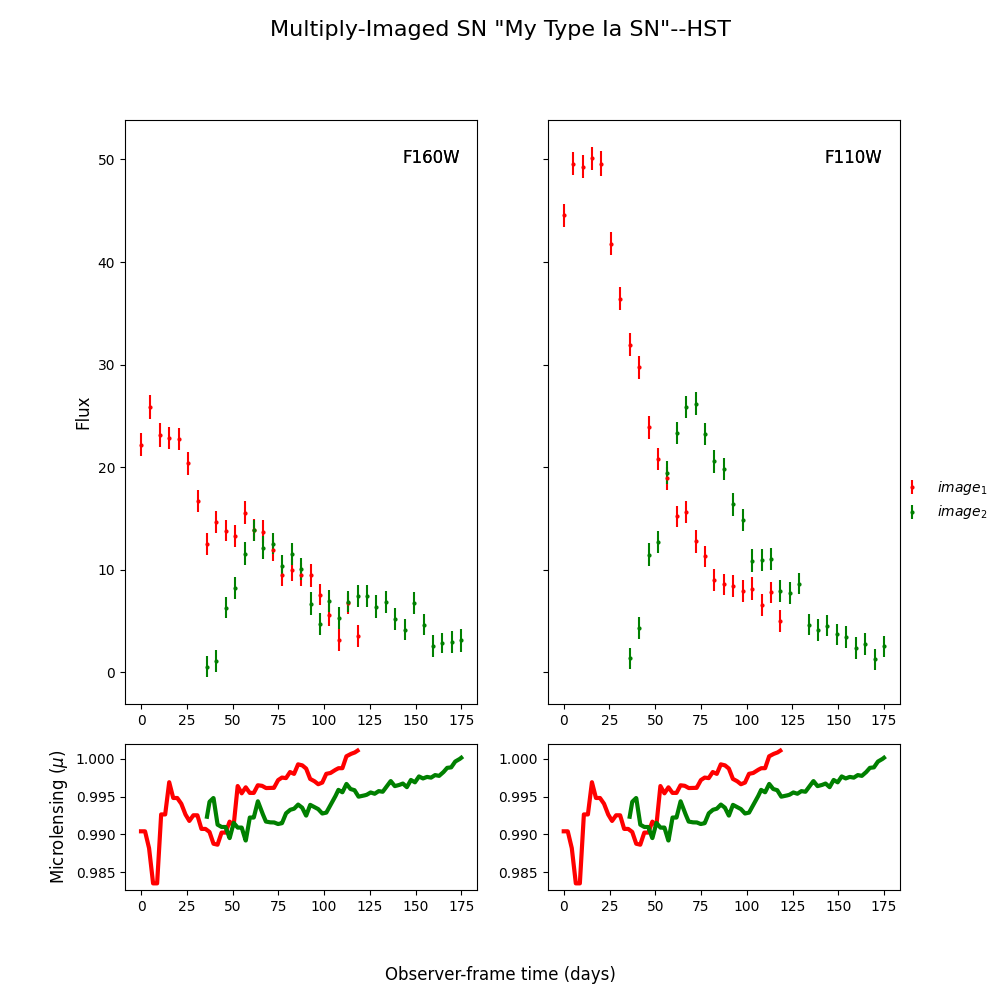 Multiply-Imaged SN "My Type Ia SN"--HST
F160W
F110W
50
40
30
20
10
0
Flux
0 25 50 75 100 125 150 175
0 25 50 75 100 125 150 175
image₁
image₂
1.000
0.995
0.990
0.985
Microlensing (μ)
1.000
0.995
0.990
0.985
0 25 50 75 100 125 150 175
0 25 50 75 100 125 150 175
Observer-frame time (days)